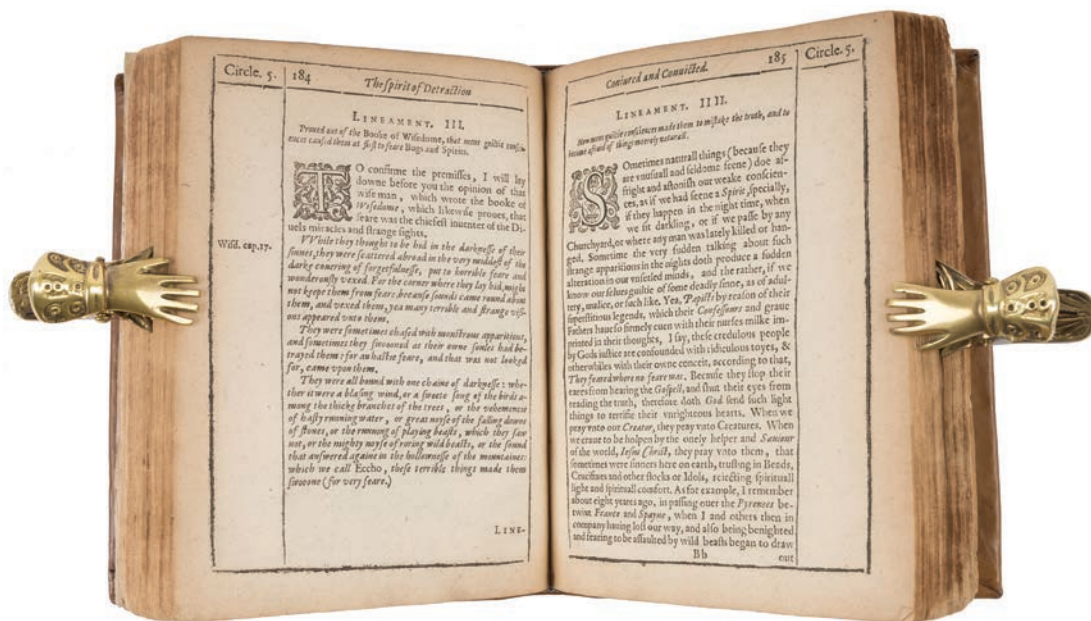 Circle. 5.
184
The Spirit of Detraction
LINEAMENT. III.
Proued out of the Booke of Wisedome, that mens guiltie consci-
ences caused them at first to feare Bugs and Spirits.
TO confirme the premisses, I will lay
downe before you the opinion of that
wise man, which wrote the booke of
Wisedome, which likewise proues, that
feare was the chiefest inuenter of the Di-
uels miracles and strange sights.
Wisd. cap. 17.
VVhile they thought to be hid in the darknesse of their
sinnes, they were scattered abroad in the very middest of the
darke couering of forgetfulnesse, put to horrible feare and
wonderously vexed. For the corner where they lay hid, might
not keepe them from feare, because sounds came round about
them, and vexed them, yea many terrible and strange visi-
ons appeared vnto them.
They were sometimes chased with monstrous apparitions,
and sometimes they swooned as their owne soules had be-
trayed them: for an hastie feare, and that was not looked
for, came vpon them.
They were all bound with one chaine of darkenesse: whe-
ther it were a blasing wind, or a sweete song of the birds a-
mong the thicke branches of the trees, or the vehemencie
of hasty running water, or great noyse of the falling downe
of stones, or the running of playing beasts, which they saw
not, or the mighty noyse of roring wild beasts, or the sound
that answered againe in the hollownesse of the mountaines:
which we call Eccho, these terrible things made them
swoone (for very feare.)
LINE-
Coniured and Conuicted.
185
Circle. 5.
LINEAMENT. IIII.
How mens guiltie consciences made them to mistake the truth, and to
become afraid of things meerely naturall.
SOmetimes naturall things (because they
are vnusuall and seldome seene) doe af-
fright and astonish our weake conscien-
ces, as if we had seene a Spirit, specially,
if they happen in the night time, when
we sit darkling, or if we passe by any
Churchyard, or where any man was lately killed or han-
ged. Sometime the very sudden talking about such
strange apparitions in the nights doth produce a sudden
alteration in our vnsetled minds, and the rather, if we
know our selues guiltie of some deadly sinne, as of adul-
tery, malice, or such like. Yea, Papists by reason of their
superstitious legends, which their Confessours and graue
Fathers haue so firmely euen with their nurses milke im-
printed in their thoughts, I say, these credulous people
by Gods iustice are confounded with ridiculous toyes, &
otherwhiles with their owne conceit, according to that,
They feared where no feare was. Because they stop their
eares from hearing the Gospell, and shut their eyes from
reading the truth, therefore doth God send such light
things to terrifie their vnrighteous hearts. When we
pray vnto our Creator, they pray vnto Creatures. When
we craue to be holpen by the onely helper and Sauiour
of the world, Iesus Christ, they pray vnto them, that
sometimes were sinners here on earth, trusting in Beads,
Crucifixes and other stocks or Idols, reiecting spirituall
light and spirituall comfort. As for example, I remember
about eight yeares ago, in passing ouer the Pyrenees be-
twixt France and Spayne, when I and others then in
company hauing lost our way, and also being benighted
and fearing to be assaulted by wild beasts began to draw
Bb
out